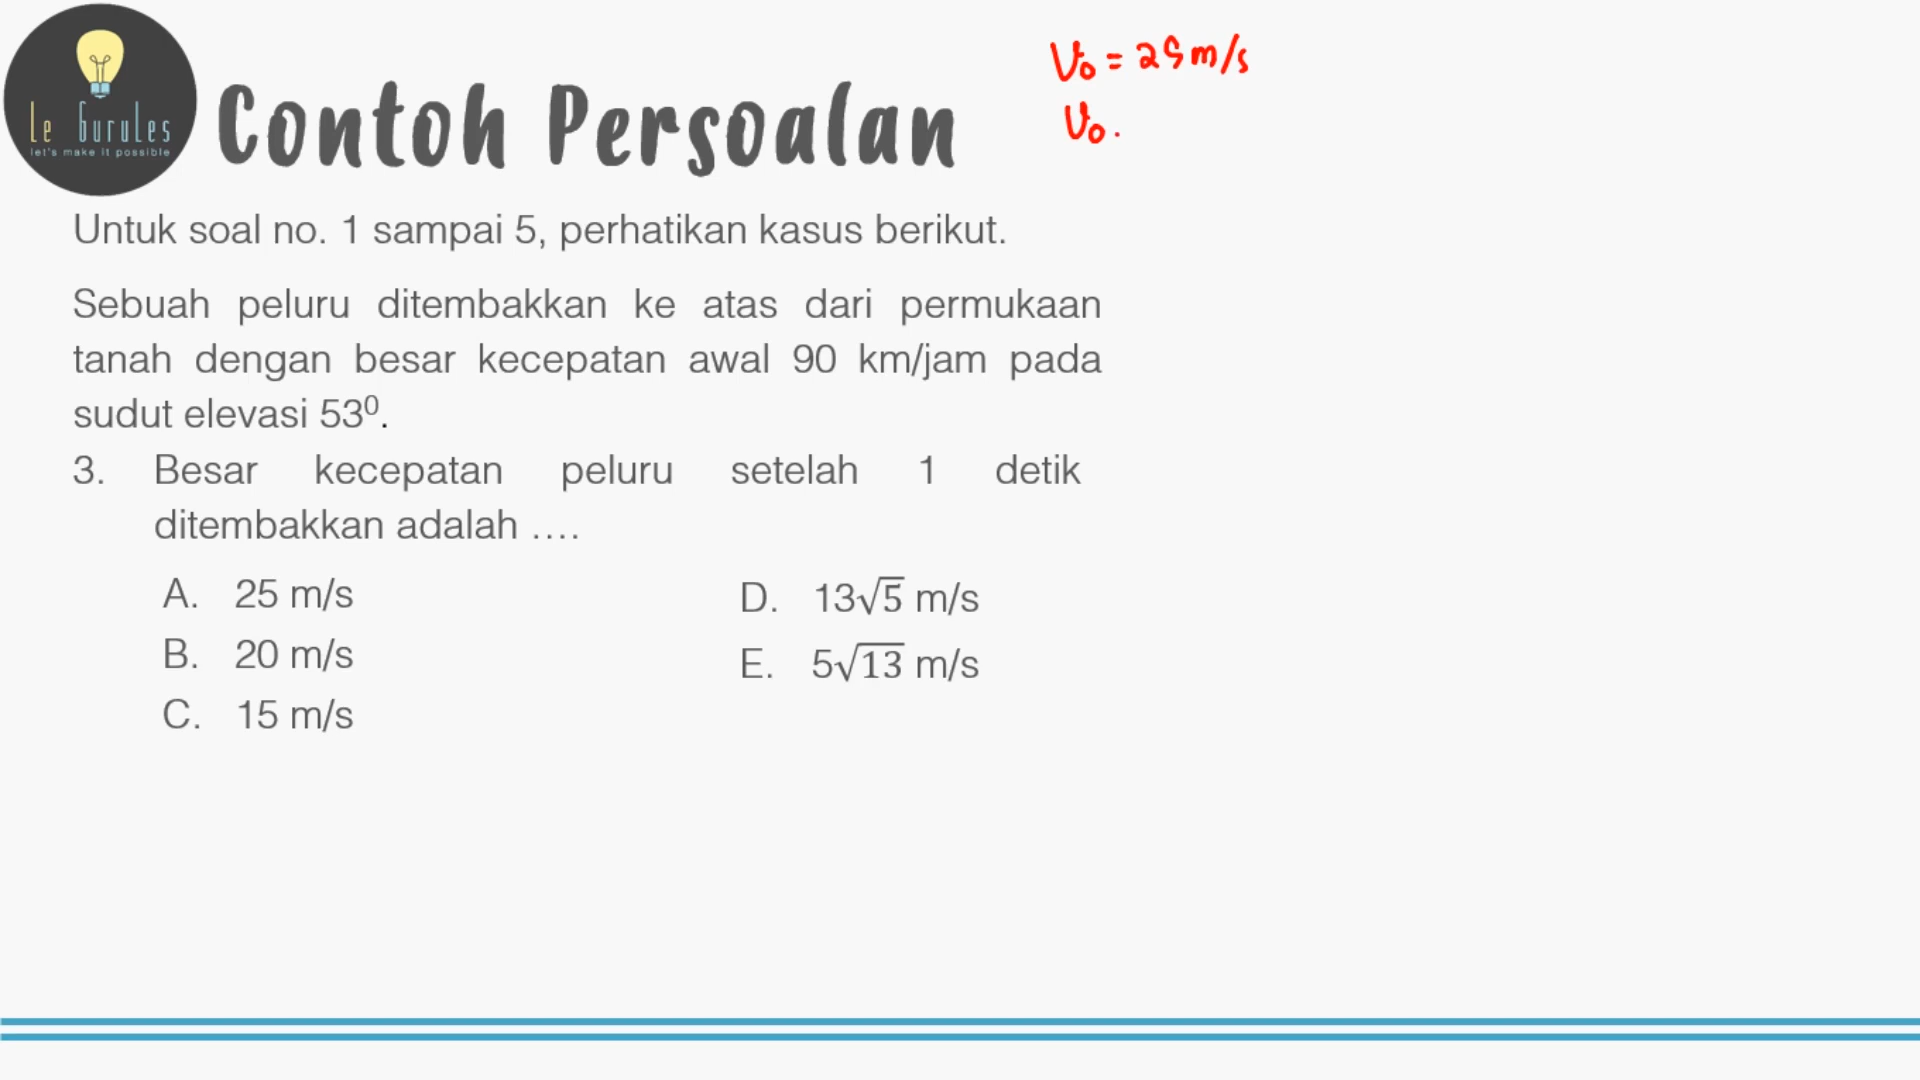 Le GuruLes
let's make it possible
Contoh Persoalan
V₀ = 25 m/s
V₀.
Untuk soal no. 1 sampai 5, perhatikan kasus berikut.
Sebuah peluru ditembakkan ke atas dari permukaan
tanah dengan besar kecepatan awal 90 km/jam pada
sudut elevasi 53⁰.
3. Besar kecepatan peluru setelah 1 detik
ditembakkan adalah ....
A. 25 m/s
B. 20 m/s
C. 15 m/s
D. 13√5 m/s
E. 5√13 m/s